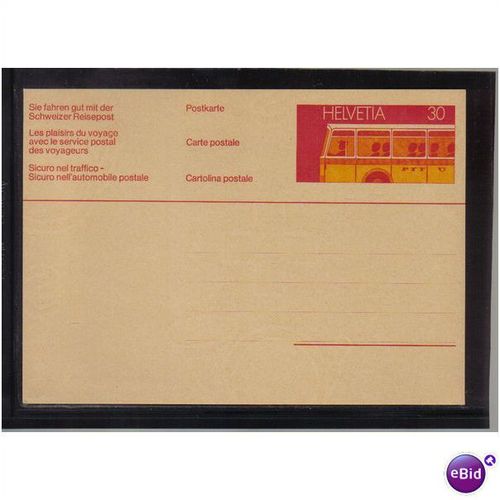 Sie fahren gut mit der
Schweizer Reisepost
Postkarte
Les plaisirs du voyage
avec le service postal
des voyageurs
Carte postale
Sicuro nel traffico -
Sicuro nell'automobile postale
Cartolina postale
HELVETIA 30
PTT
eBid